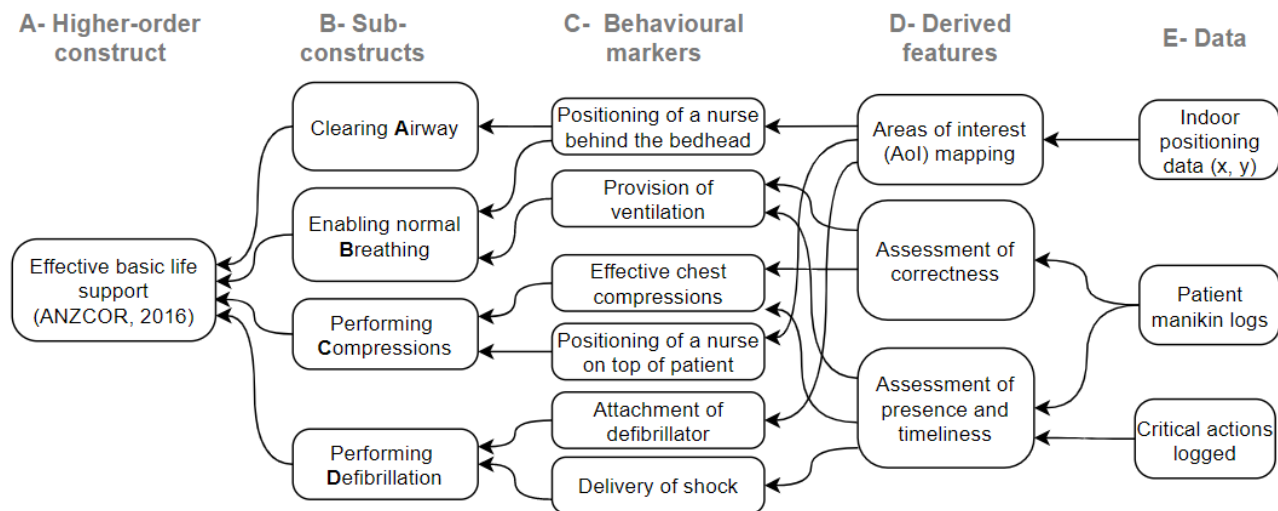 A- Higher-order
construct
B- Sub-
constructs
C- Behavioural
markers
D- Derived
features
E- Data
Effective basic life
support
(ANZCOR, 2016)
Clearing Airway
Enabling normal
Breathing
Performing
Compressions
Performing
Defibrillation
Positioning of a nurse
behind the bedhead
Provision of
ventilation
Effective chest
compressions
Positioning of a nurse
on top of patient
Attachment of
defibrillator
Delivery of shock
Areas of interest
(AoI) mapping
Assessment of
correctness
Assessment of
presence and
timeliness
Indoor
positioning
data (x, y)
Patient
manikin logs
Critical actions
logged